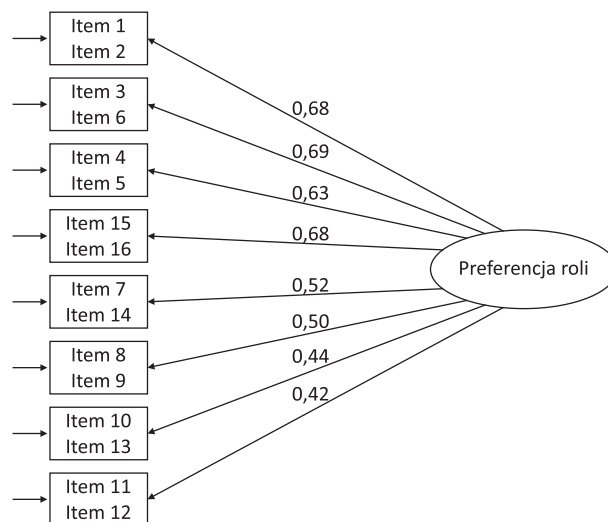 Item 1
Item 2
0,68
Item 3
Item 6
0,69
Item 4
Item 5
0,63
Item 15
Item 16
0,68
Preferencja roli
Item 7
Item 14
0,52
Item 8
Item 9
0,50
Item 10
Item 13
0,44
Item 11
Item 12
0,42